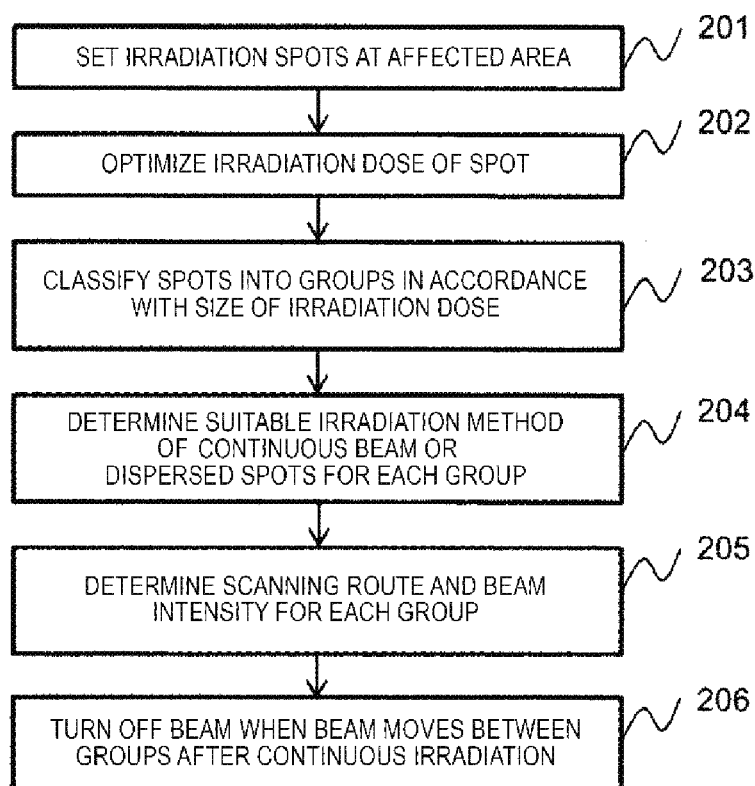 201
SET IRRADIATION SPOTS AT AFFECTED AREA
202
OPTIMIZE IRRADIATION DOSE OF SPOT
203
CLASSIFY SPOTS INTO GROUPS IN ACCORDANCE
WITH SIZE OF IRRADIATION DOSE
204
DETERMINE SUITABLE IRRADIATION METHOD
OF CONTINUOUS BEAM OR
DISPERSED SPOTS FOR EACH GROUP
205
DETERMINE SCANNING ROUTE AND BEAM
INTENSITY FOR EACH GROUP
206
TURN OFF BEAM WHEN BEAM MOVES BETWEEN
GROUPS AFTER CONTINUOUS IRRADIATION